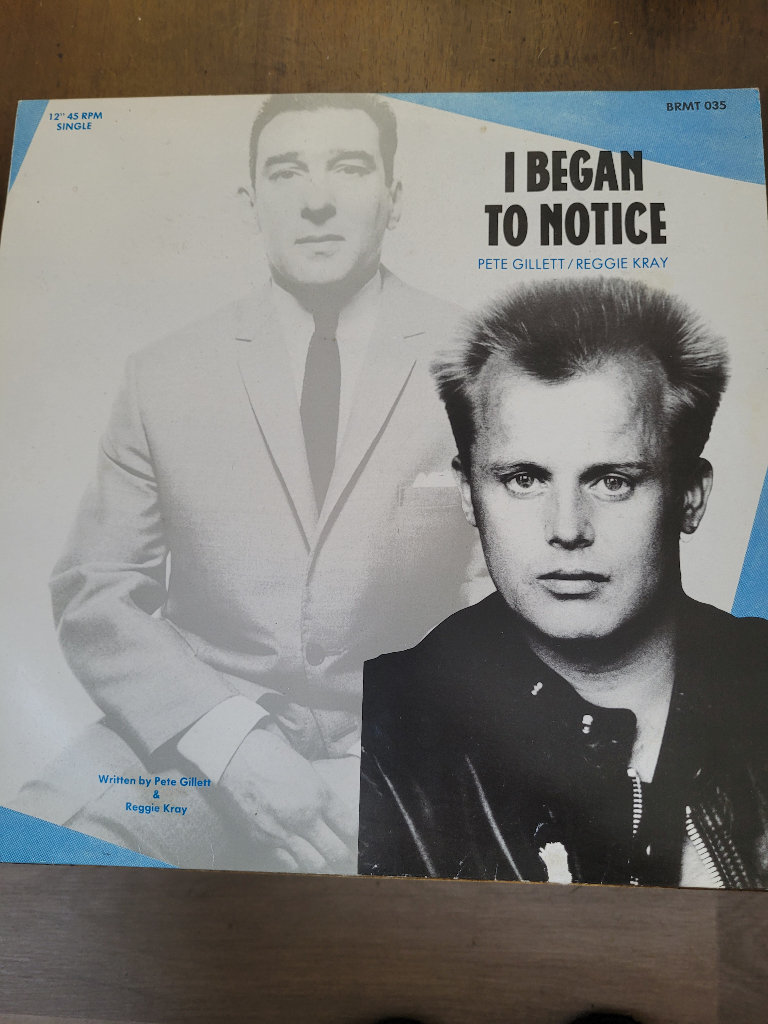 12" 45 RPM
SINGLE
BRMT 035
I BEGAN
TO NOTICE
PETE GILLETT/REGGIE KRAY
Written by Pete Gillett
&
Reggie Kray